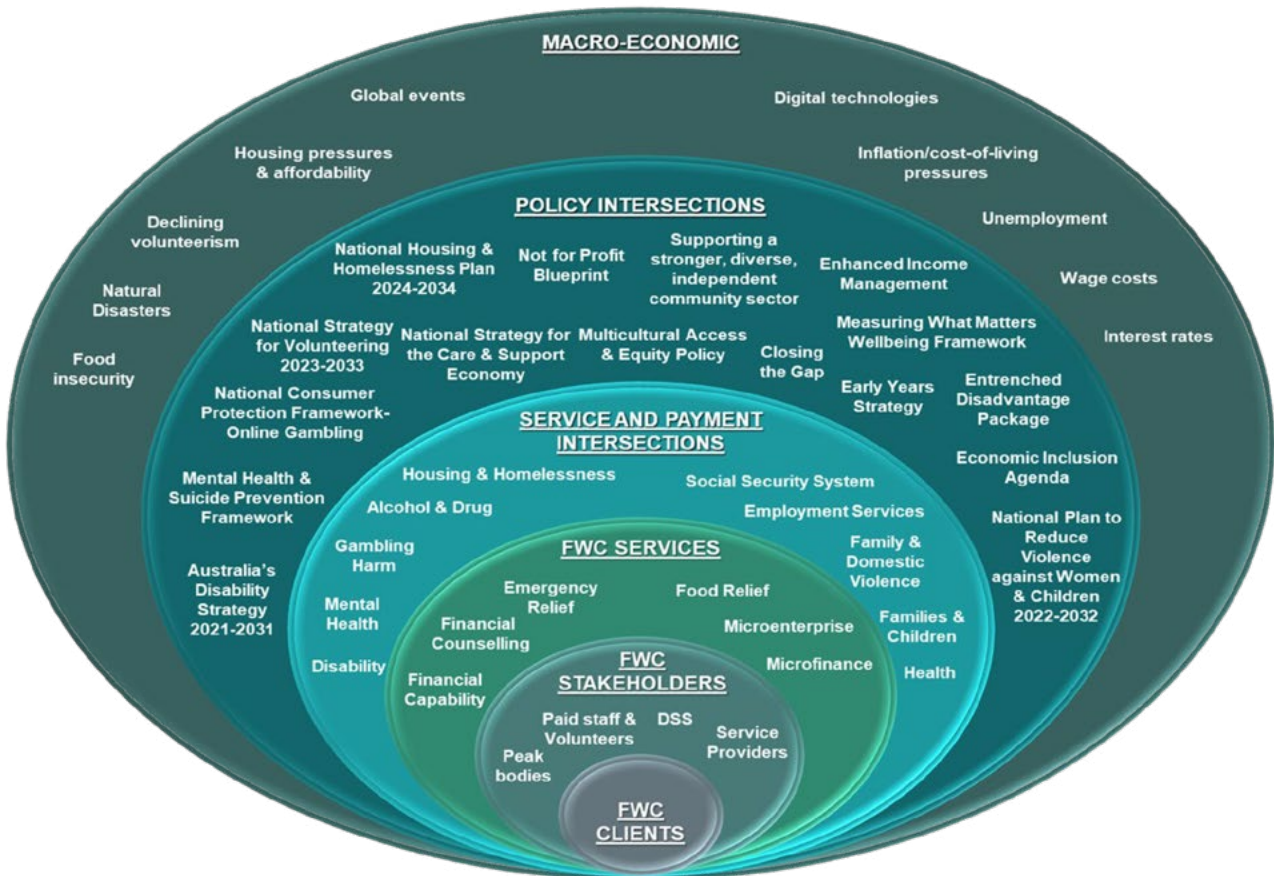 MACRO-ECONOMIC
Global events
Digital technologies
Housing pressures
& affordability
Inflation/cost-of-living
pressures
Declining
volunteerism
Unemployment
Natural
Disasters
Wage costs
Food
insecurity
Interest rates
POLICY INTERSECTIONS
National Housing &
Homelessness Plan
2024-2034
Not for Profit
Blueprint
Supporting a
stronger, diverse,
independent
community sector
Enhanced Income
Management
National Strategy
for Volunteering
2023-2033
National Strategy for
the Care & Support
Economy
Multicultural Access
& Equity Policy
Closing
the Gap
Measuring What Matters
Wellbeing Framework
National Consumer
Protection Framework-
Online Gambling
Early Years
Strategy
Entrenched
Disadvantage
Package
Mental Health &
Suicide Prevention
Framework
Economic Inclusion
Agenda
Australia's
Disability
Strategy
2021-2031
National Plan to
Reduce
Violence
against Women
& Children
2022-2032
SERVICE AND PAYMENT
INTERSECTIONS
Housing & Homelessness
Social Security System
Alcohol & Drug
Employment Services
Gambling
Harm
Family &
Domestic
Violence
Mental
Health
Families &
Children
Disability
Health
FWC SERVICES
Emergency
Relief
Food Relief
Financial
Counselling
Microenterprise
Financial
Capability
Microfinance
FWC
STAKEHOLDERS
Paid staff &
Volunteers
DSS
Service
Providers
Peak
bodies
FWC
CLIENTS